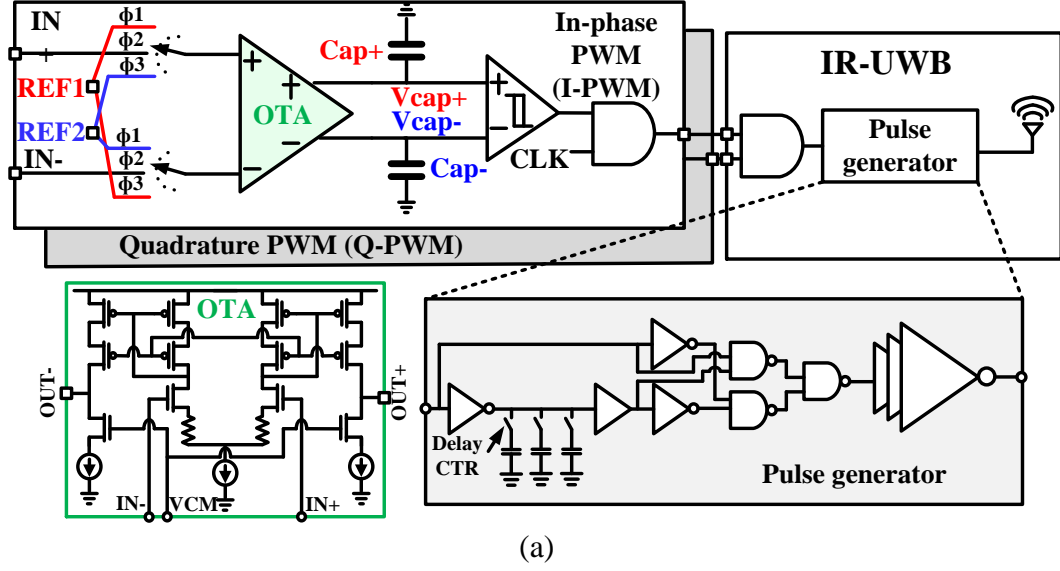 IN
+
ϕ1
ϕ2
ϕ3
REF1
REF2
IN-
ϕ1
ϕ2
ϕ3
+
+
OTA
−
−
Cap+
Vcap+
Vcap-
Cap-
+
−
In-phase
PWM
(I-PWM)
CLK
Quadrature PWM (Q-PWM)
IR-UWB
Pulse
generator
OTA
OUT-
OUT+
IN-
VCM
IN+
Delay
CTR
Pulse generator
(a)